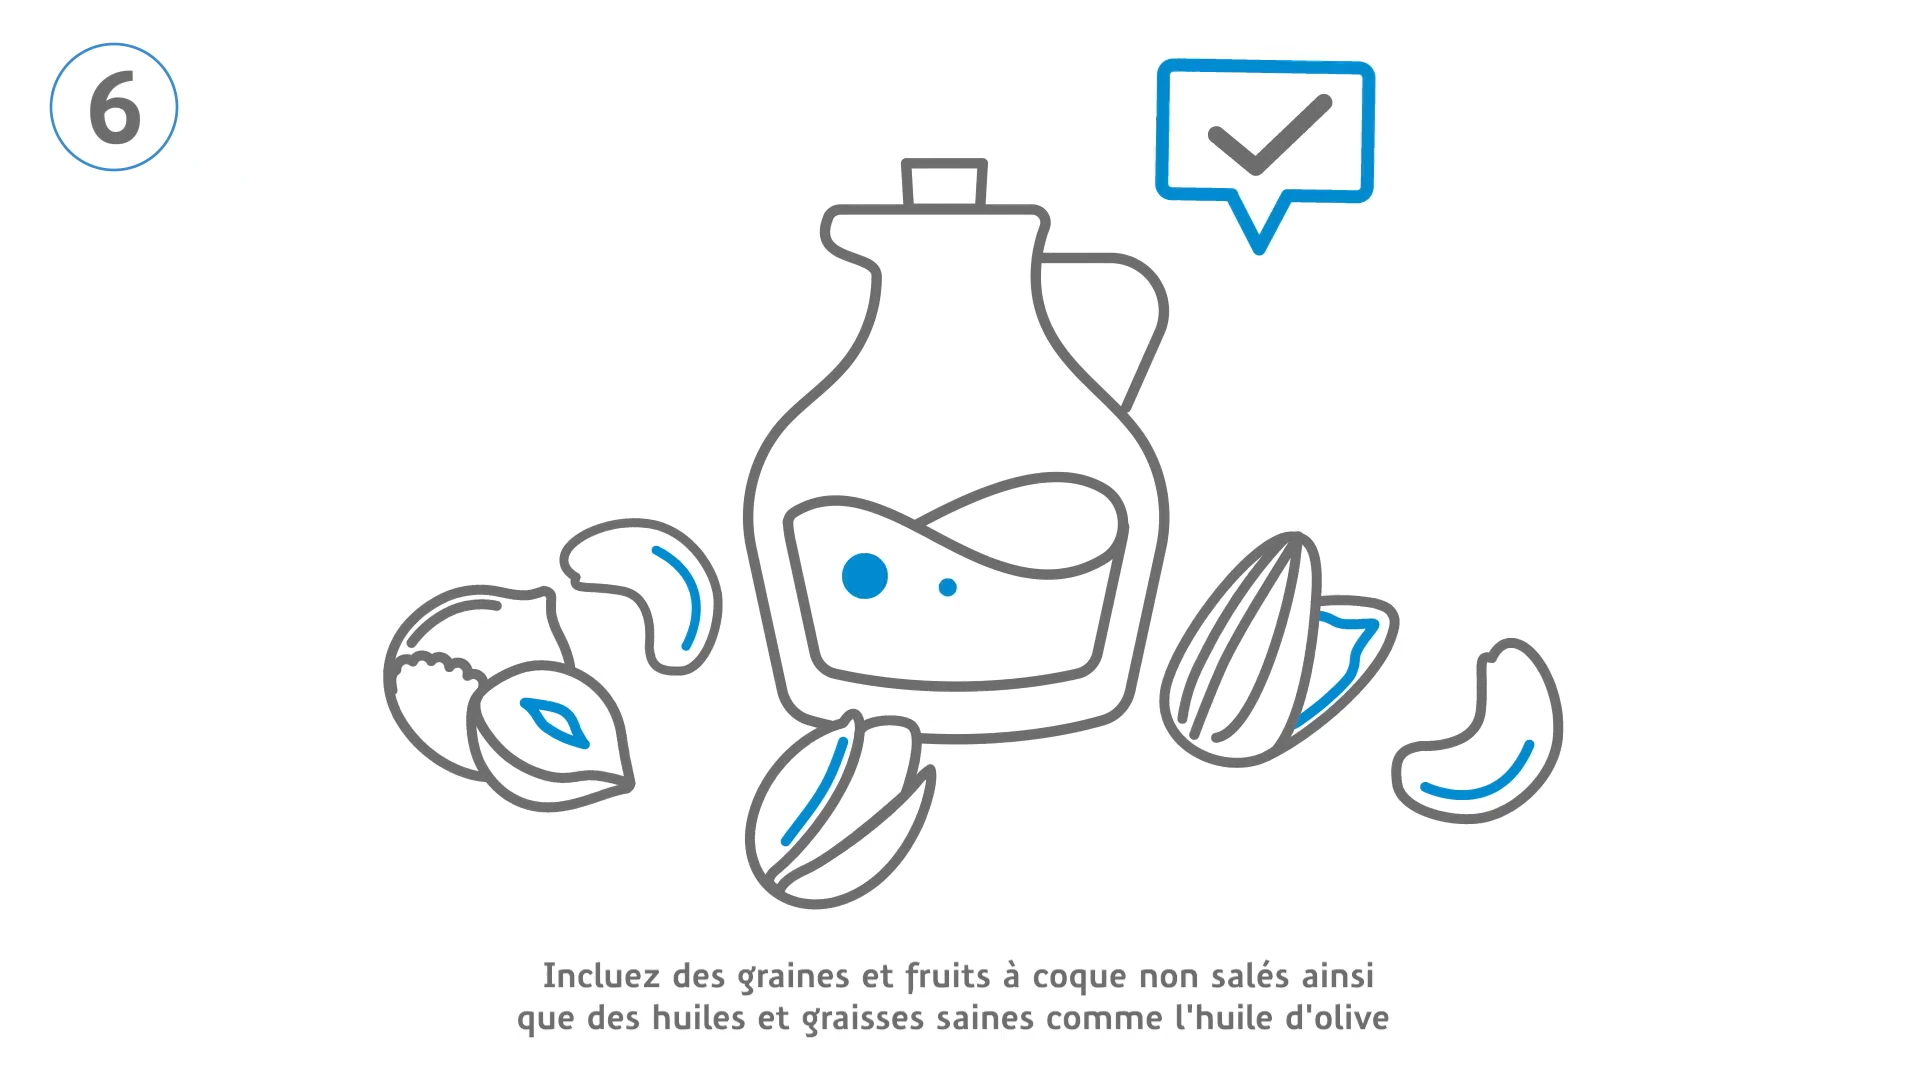 6
Incluez des graines et fruits à coque non salés ainsi
que des huiles et graisses saines comme l'huile d'olive